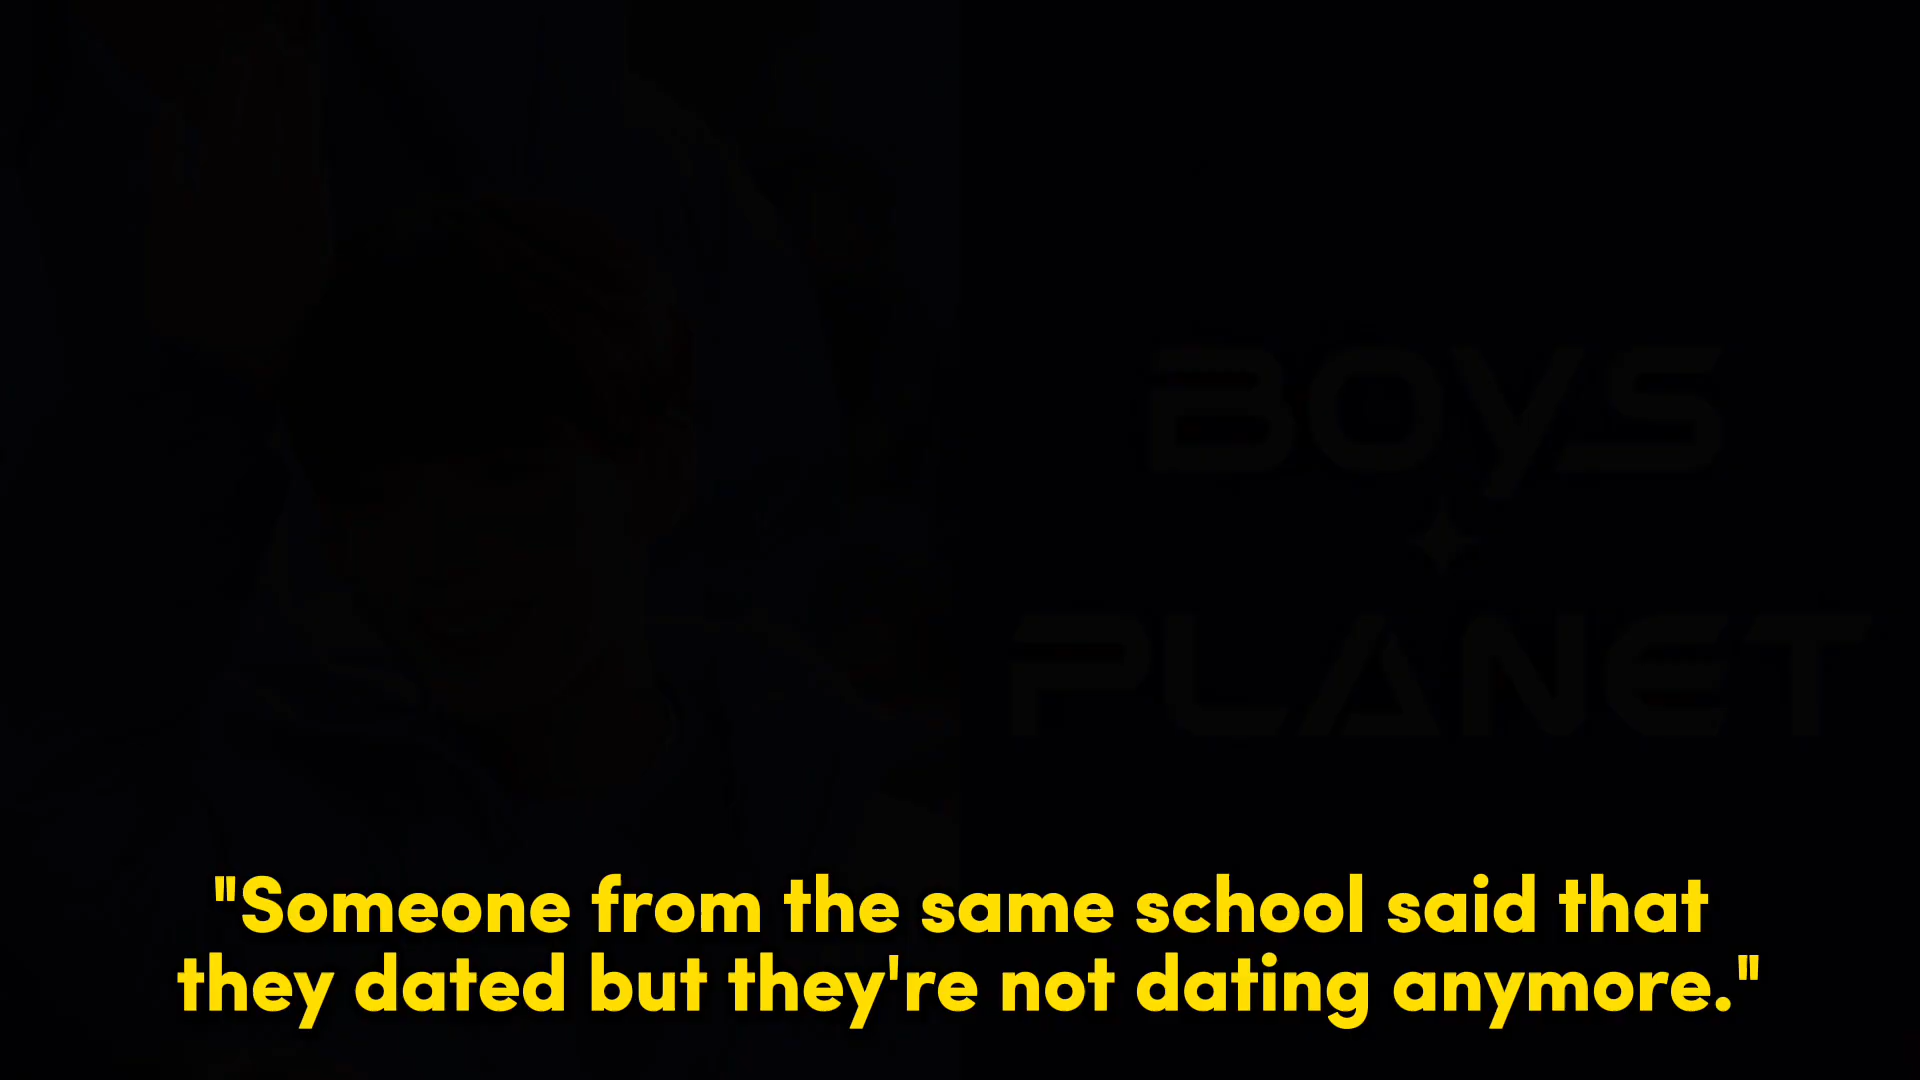 BOYS
PLANET
"Someone from the same school said that
they dated but they're not dating anymore."